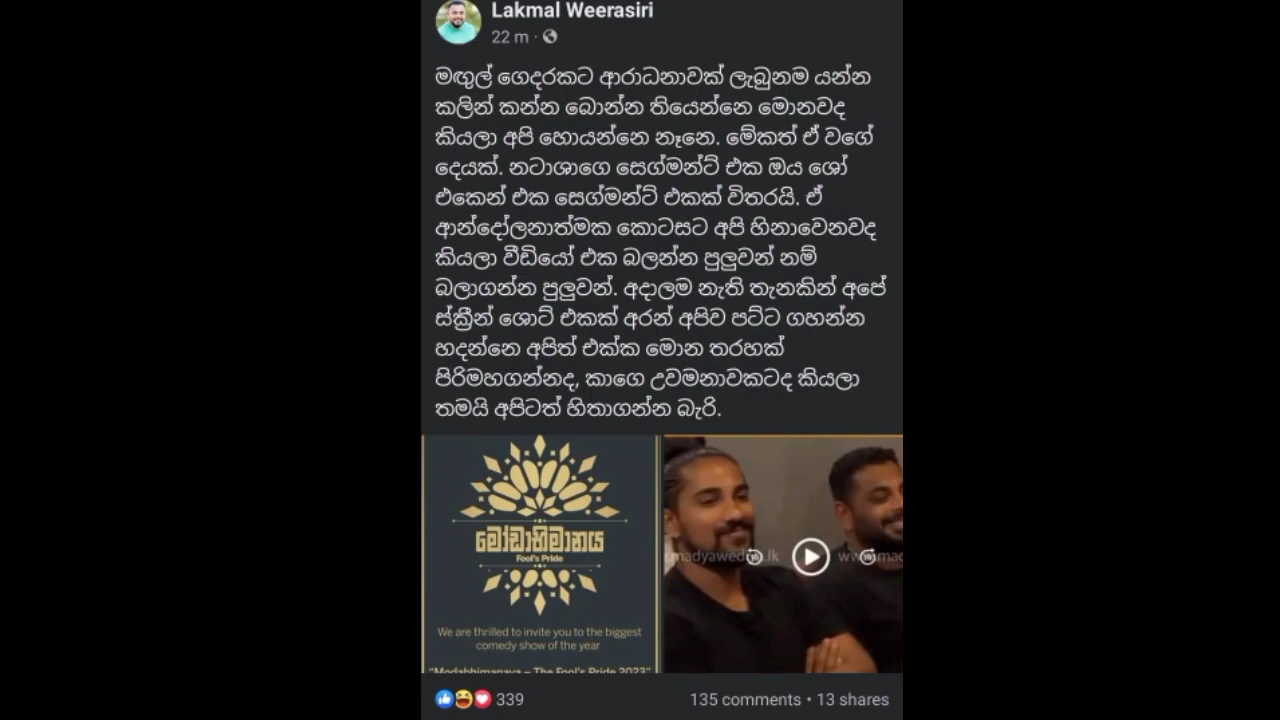 Lakmal Weerasiri
22 m ·
මඟුල් ගෙදරකට ආරාධනාවක් ලැබුනම යන්න
කලින් කන්න බොන්න තියෙන්නෙ මොනවද
කියලා අපි හොයන්නෙ නෑනෙ. මේකත් ඒ වගේ
දෙයක්. නටාශාගෙ සෙග්මන්ට් එක ඔය ශෝ
එකෙන් එක සෙග්මන්ට් එකක් විතරයි. ඒ
ආන්දෝලනාත්මක කොටසට අපි හිනාවෙනවද
කියලා වීඩියෝ එක බලන්න පුලුවන් නම්
බලාගන්න පුලුවන්. අදාලම නැති තැනකින් අපේ
ස්ක්‍රීන් ශොට් එකක් අරන් අපිව පට්ට ගහන්න
හදන්නෙ අපිත් එක්ක මොන තරහක්
පිරිමහගන්නද, කාගෙ උවමනාවකටද කියලා
තමයි අපිටත් හිතාගන්න බැරි.
මෝඩාභිමානය
Fool's Pride
We are thrilled to invite you to the biggest
comedy show of the year
"Modabhimanaya – The Fool's Pride 2023"
339
135 comments • 13 shares